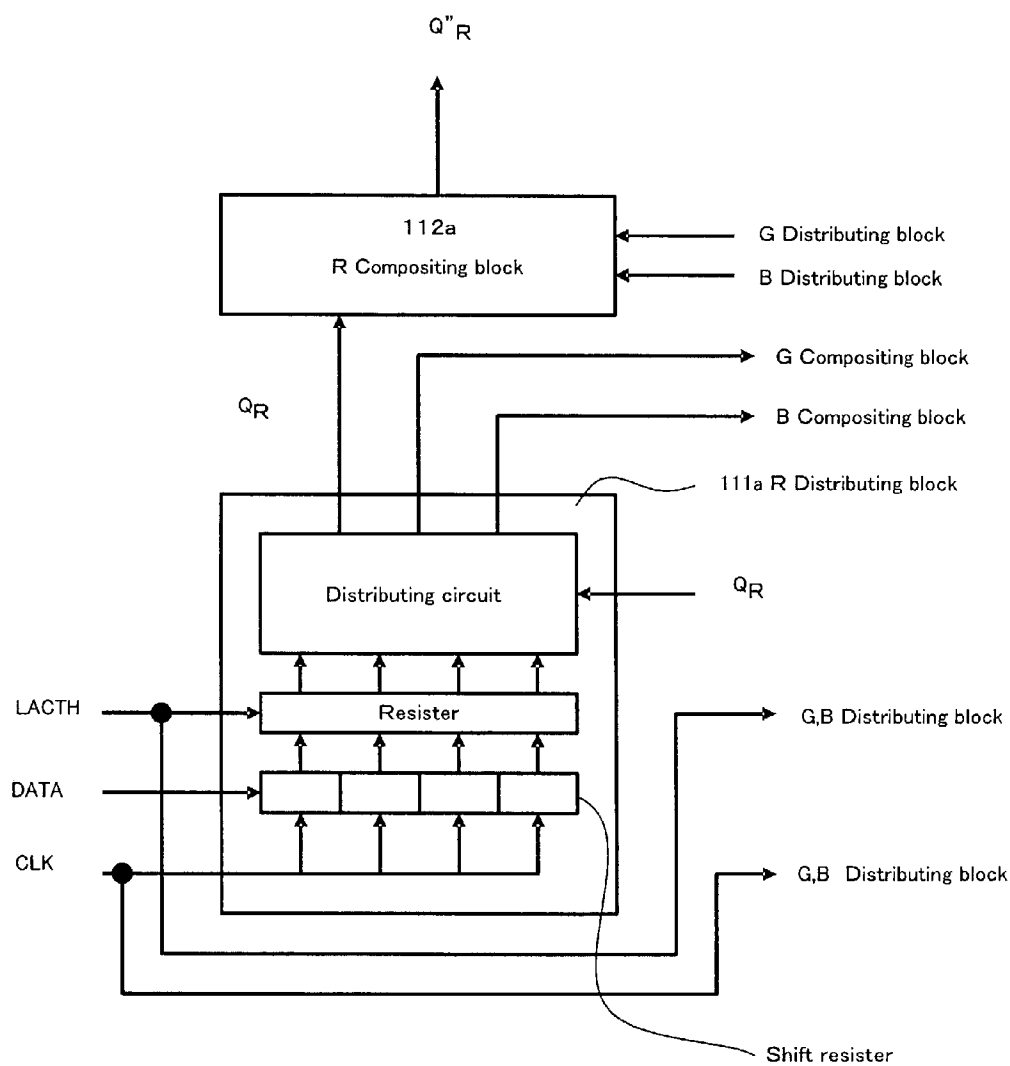 Q"R
112a
R Compositing block
G Distributing block
B Distributing block
G Compositing block
QR
B Compositing block
111a R Distributing block
Distributing circuit
QR
LACTH
Resister
G,B Distributing block
DATA
CLK
G,B Distributing block
Shift resister